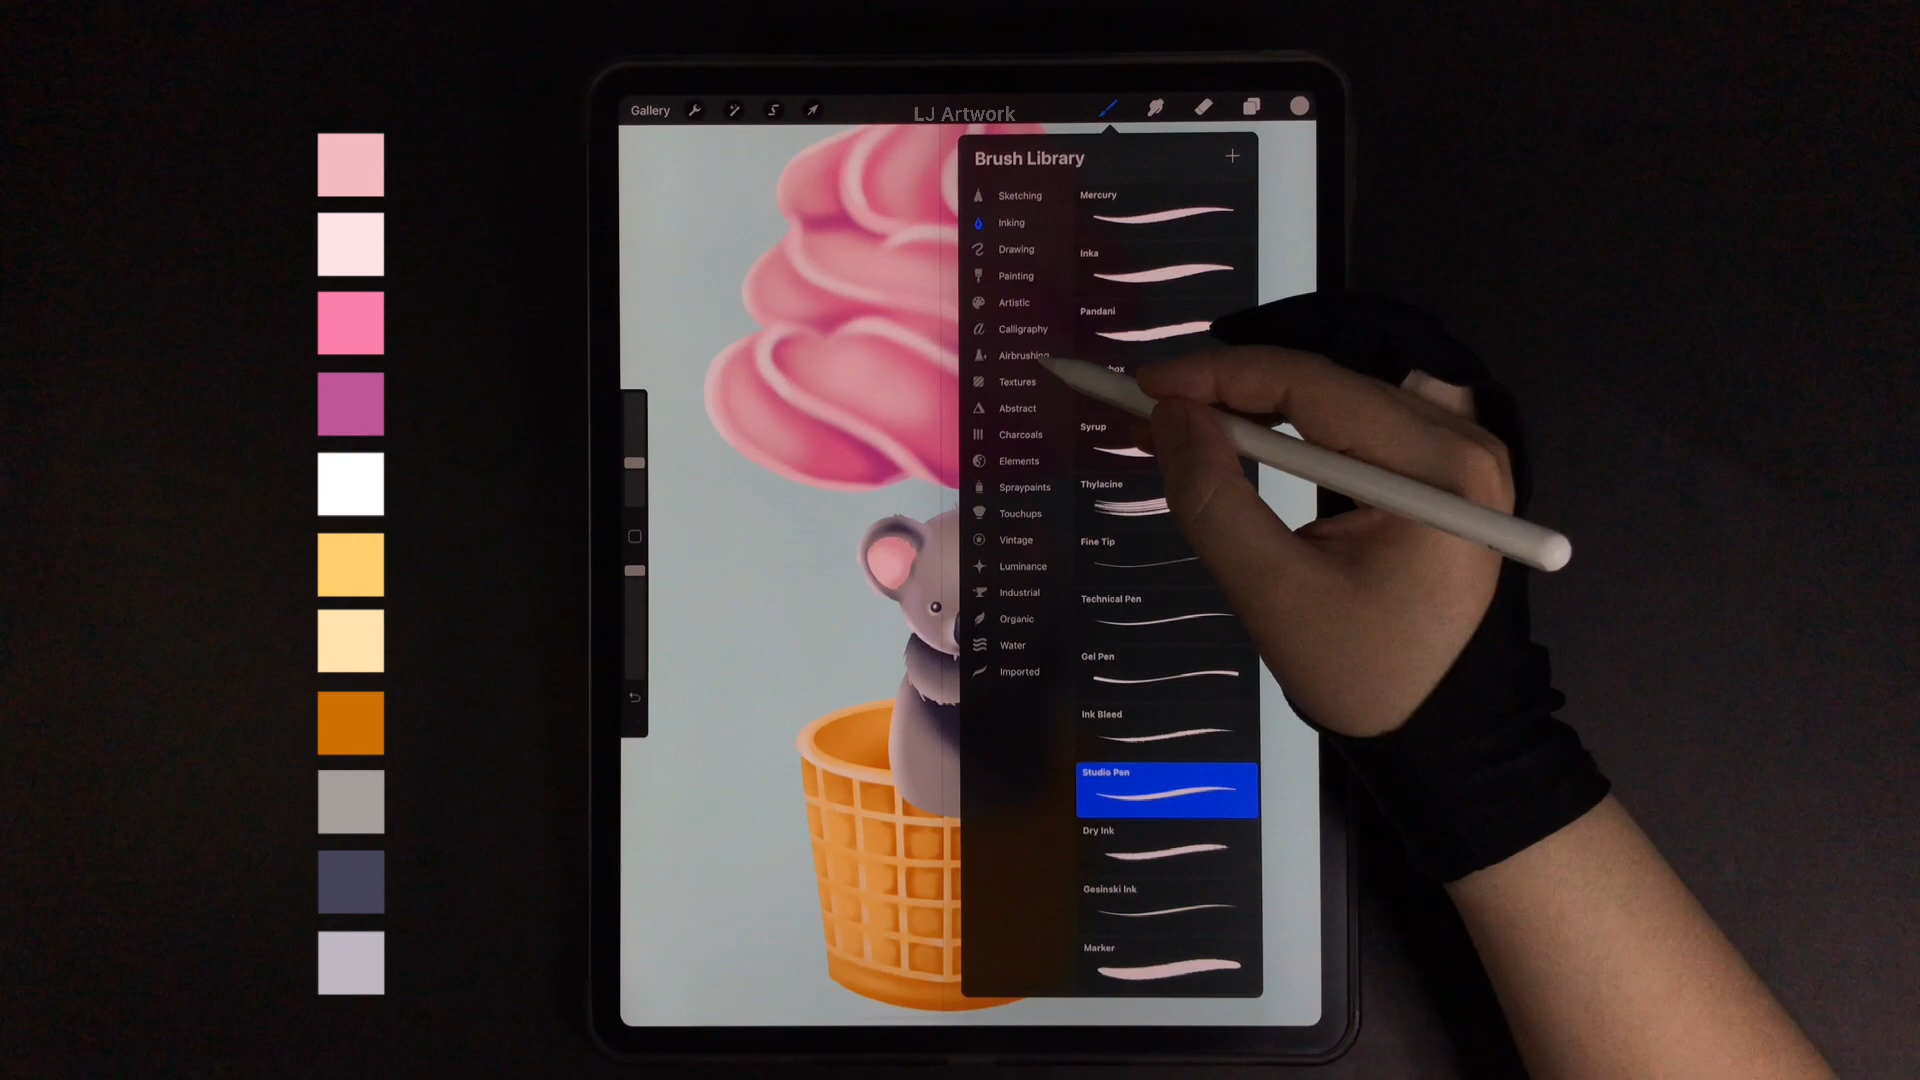 Gallery
LJ Artwork
Brush Library
Sketching
Inking
Drawing
Painting
Artistic
Calligraphy
Airbrushing
Textures
Abstract
Charcoals
Elements
Spraypaints
Touchups
Vintage
Luminance
Industrial
Organic
Water
Imported
Mercury
Inka
Pandani
box
Syrup
Thylacine
Fine Tip
Technical Pen
Gel Pen
Ink Bleed
Studio Pen
Dry Ink
Gesinski Ink
Marker